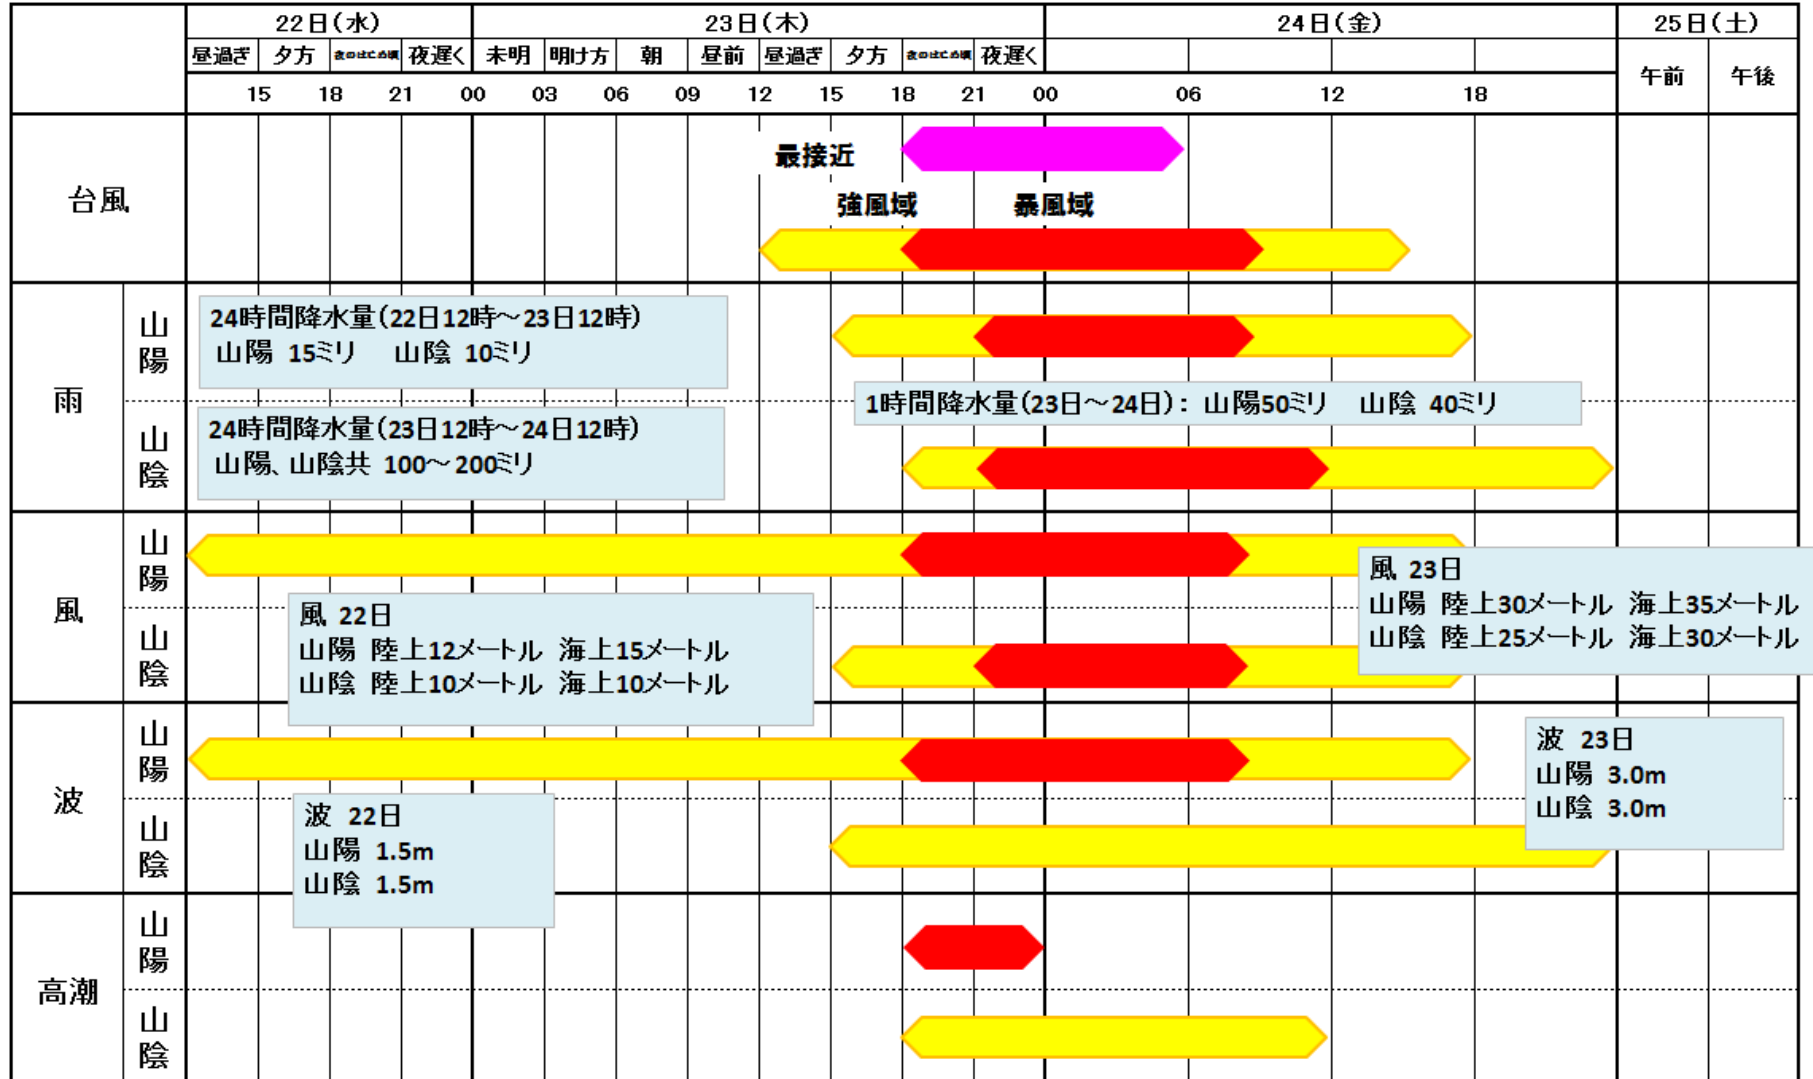 22日(水) 23日(木) 24日(金) 25日(土)
昼過ぎ 夕方 夜のはじめ頃 夜遅く 未明 明け方 朝 昼前 昼過ぎ 夕方 夜のはじめ頃 夜遅く 午前 午後
15 18 21 00 03 06 09 12 15 18 21 00 06 12 18
台風
最接近
強風域 暴風域
雨
山陽
24時間降水量(22日12時～23日12時)
山陽 15ミリ 山陰 10ミリ
1時間降水量(23日～24日): 山陽50ミリ 山陰 40ミリ
山陰
24時間降水量(23日12時～24日12時)
山陽、山陰共 100～200ミリ
風
山陽
山陰
風 22日
山陽 陸上12メートル 海上15メートル
山陰 陸上10メートル 海上10メートル
風 23日
山陽 陸上30メートル 海上35メートル
山陰 陸上25メートル 海上30メートル
波
山陽
山陰
波 22日
山陽 1.5m
山陰 1.5m
波 23日
山陽 3.0m
山陰 3.0m
高潮
山陽
山陰